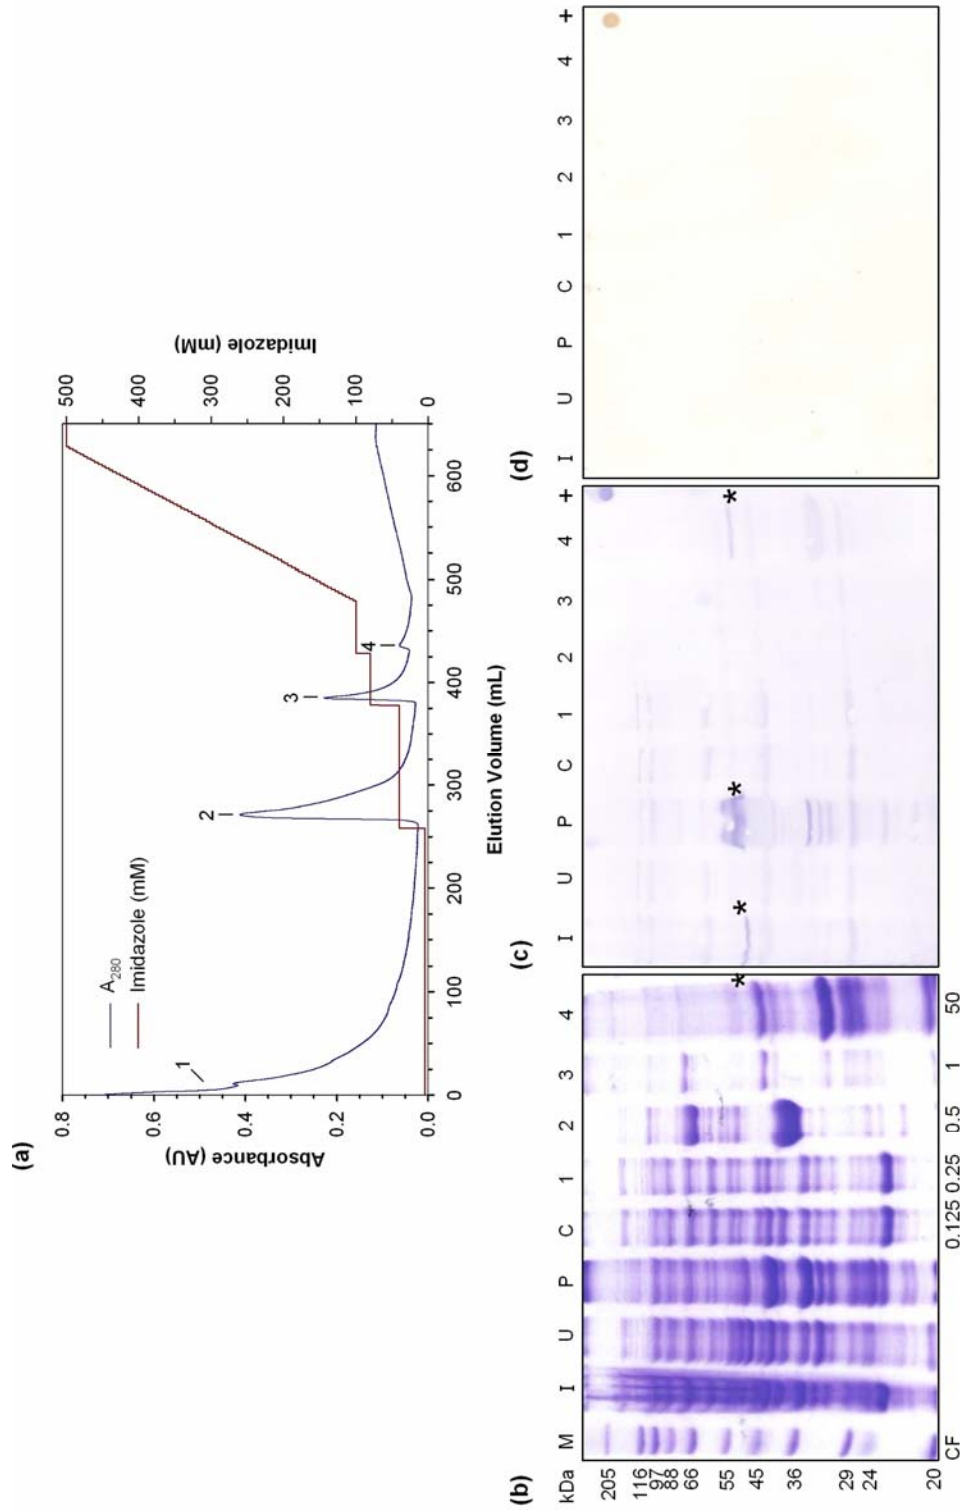 (a)
A280
Imidazole (mM)
Absorbance (AU)
0.8
0.6
0.4
0.2
0.0
1
2
3
4
Imidazole (mM)
500
400
300
200
100
0
0 100 200 300 400 500 600
Elution Volume (mL)
(b)
kDa M I U P C 1 2 3 4
205
116
97
88
66
55
45
36
29
24
20
*
CF 0.125 0.25 0.5 1 50
(c)
I U P C 1 2 3 4 +
* * *
(d)
I U P C 1 2 3 4 +